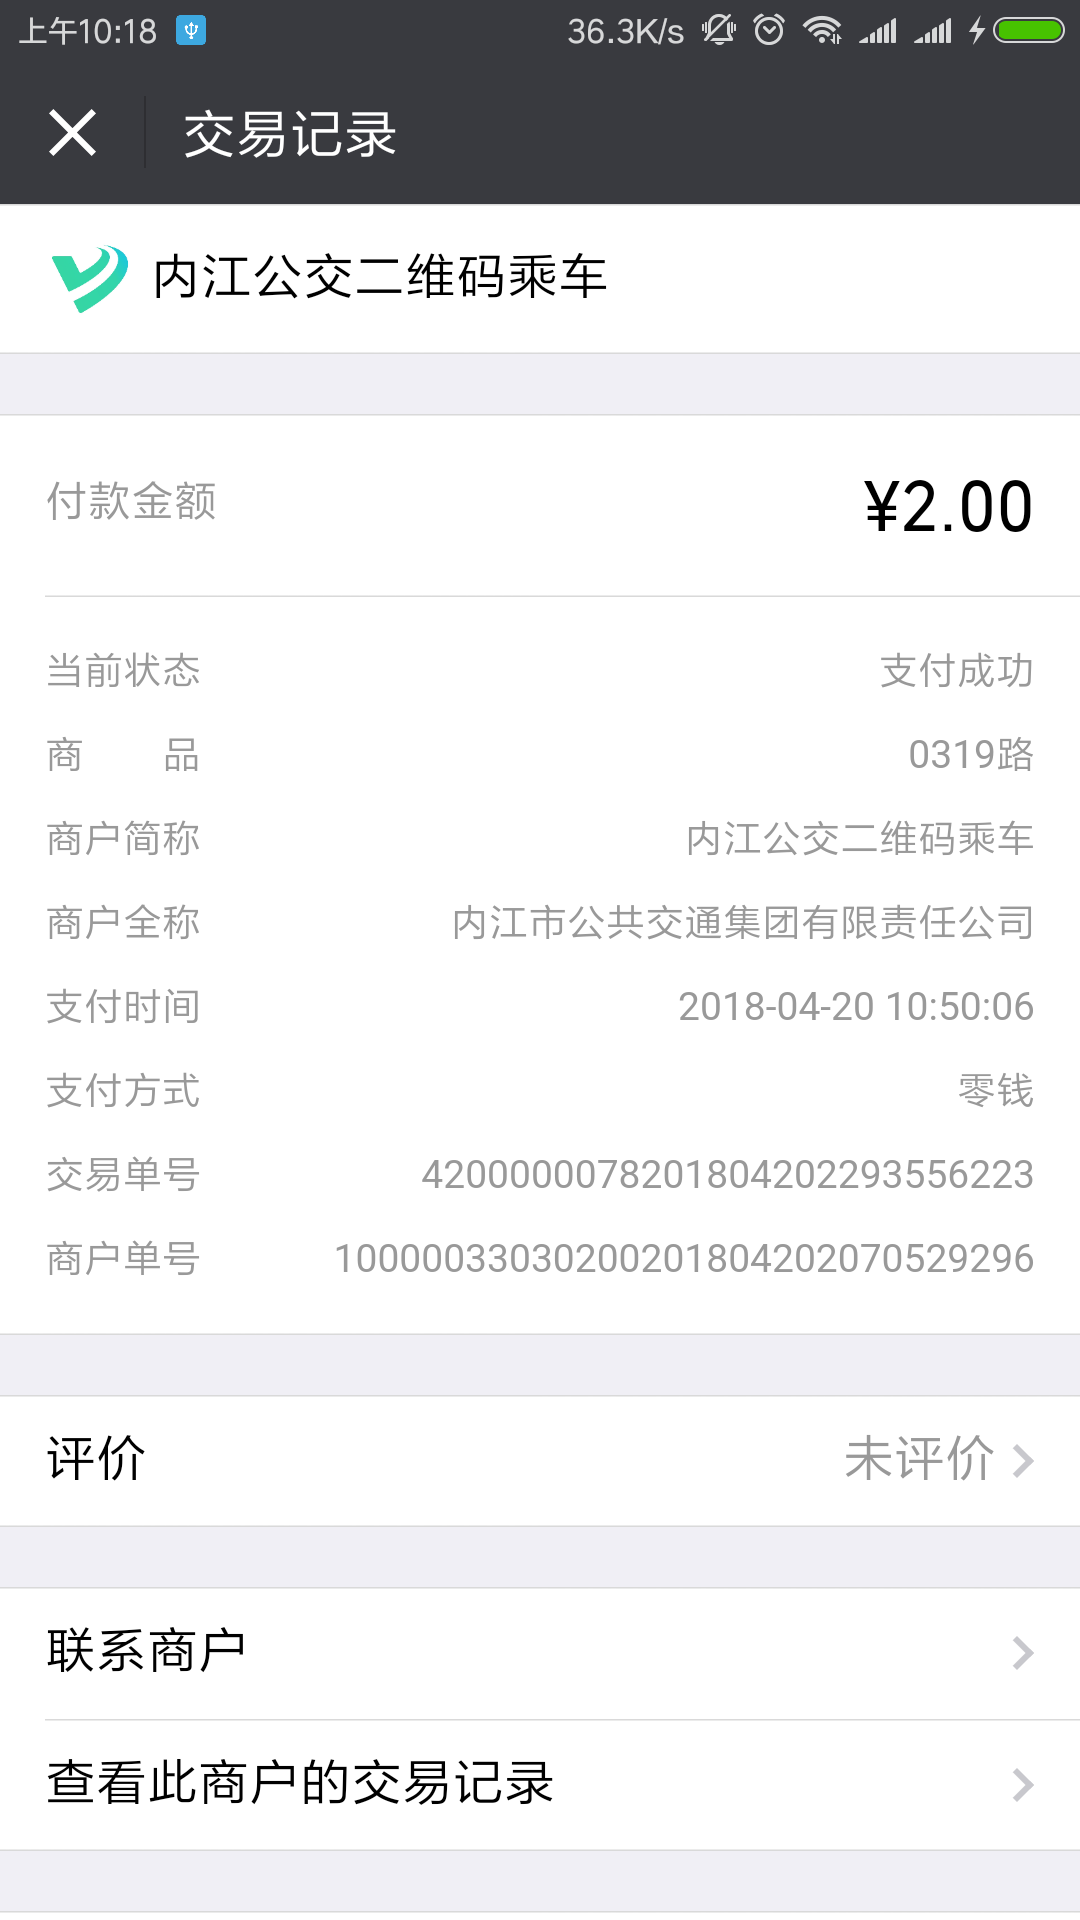 上午10:18
36.3K/s
交易记录
内江公交二维码乘车
付款金额 ¥2.00
当前状态 支付成功
商品 0319路
商户简称 内江公交二维码乘车
商户全称 内江市公共交通集团有限责任公司
支付时间 2018-04-20 10:50:06
支付方式 零钱
交易单号 4200000078201804202293556223
商户单号 10000033030200201804202070529296
评价 未评价
联系商户
查看此商户的交易记录